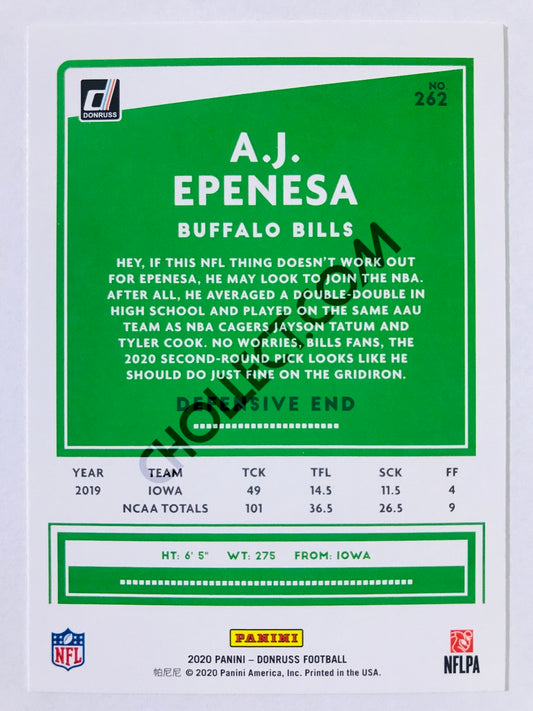 DONRUSS
NO.
262
A.J.
EPENESA
BUFFALO BILLS
HEY, IF THIS NFL THING DOESN'T WORK OUT
FOR EPENESA, HE MAY LOOK TO JOIN THE NBA.
AFTER ALL, HE AVERAGED A DOUBLE-DOUBLE IN
HIGH SCHOOL AND PLAYED ON THE SAME AAU
TEAM AS NBA CAGERS JAYSON TATUM AND
TYLER COOK. NO WORRIES, BILLS FANS, THE
2020 SECOND-ROUND PICK LOOKS LIKE HE
SHOULD DO JUST FINE ON THE GRIDIRON.
DEFENSIVE END
CHOLLECT.COM
YEAR TEAM TCK TFL SCK FF
2019 IOWA 49 14.5 11.5 4
NCAA TOTALS 101 36.5 26.5 9
HT: 6' 5" WT: 275 FROM: IOWA
NFL
PANINI
2020 PANINI – DONRUSS FOOTBALL
帕尼尼 © 2020 Panini America, Inc. Printed in the USA.
NFLPA